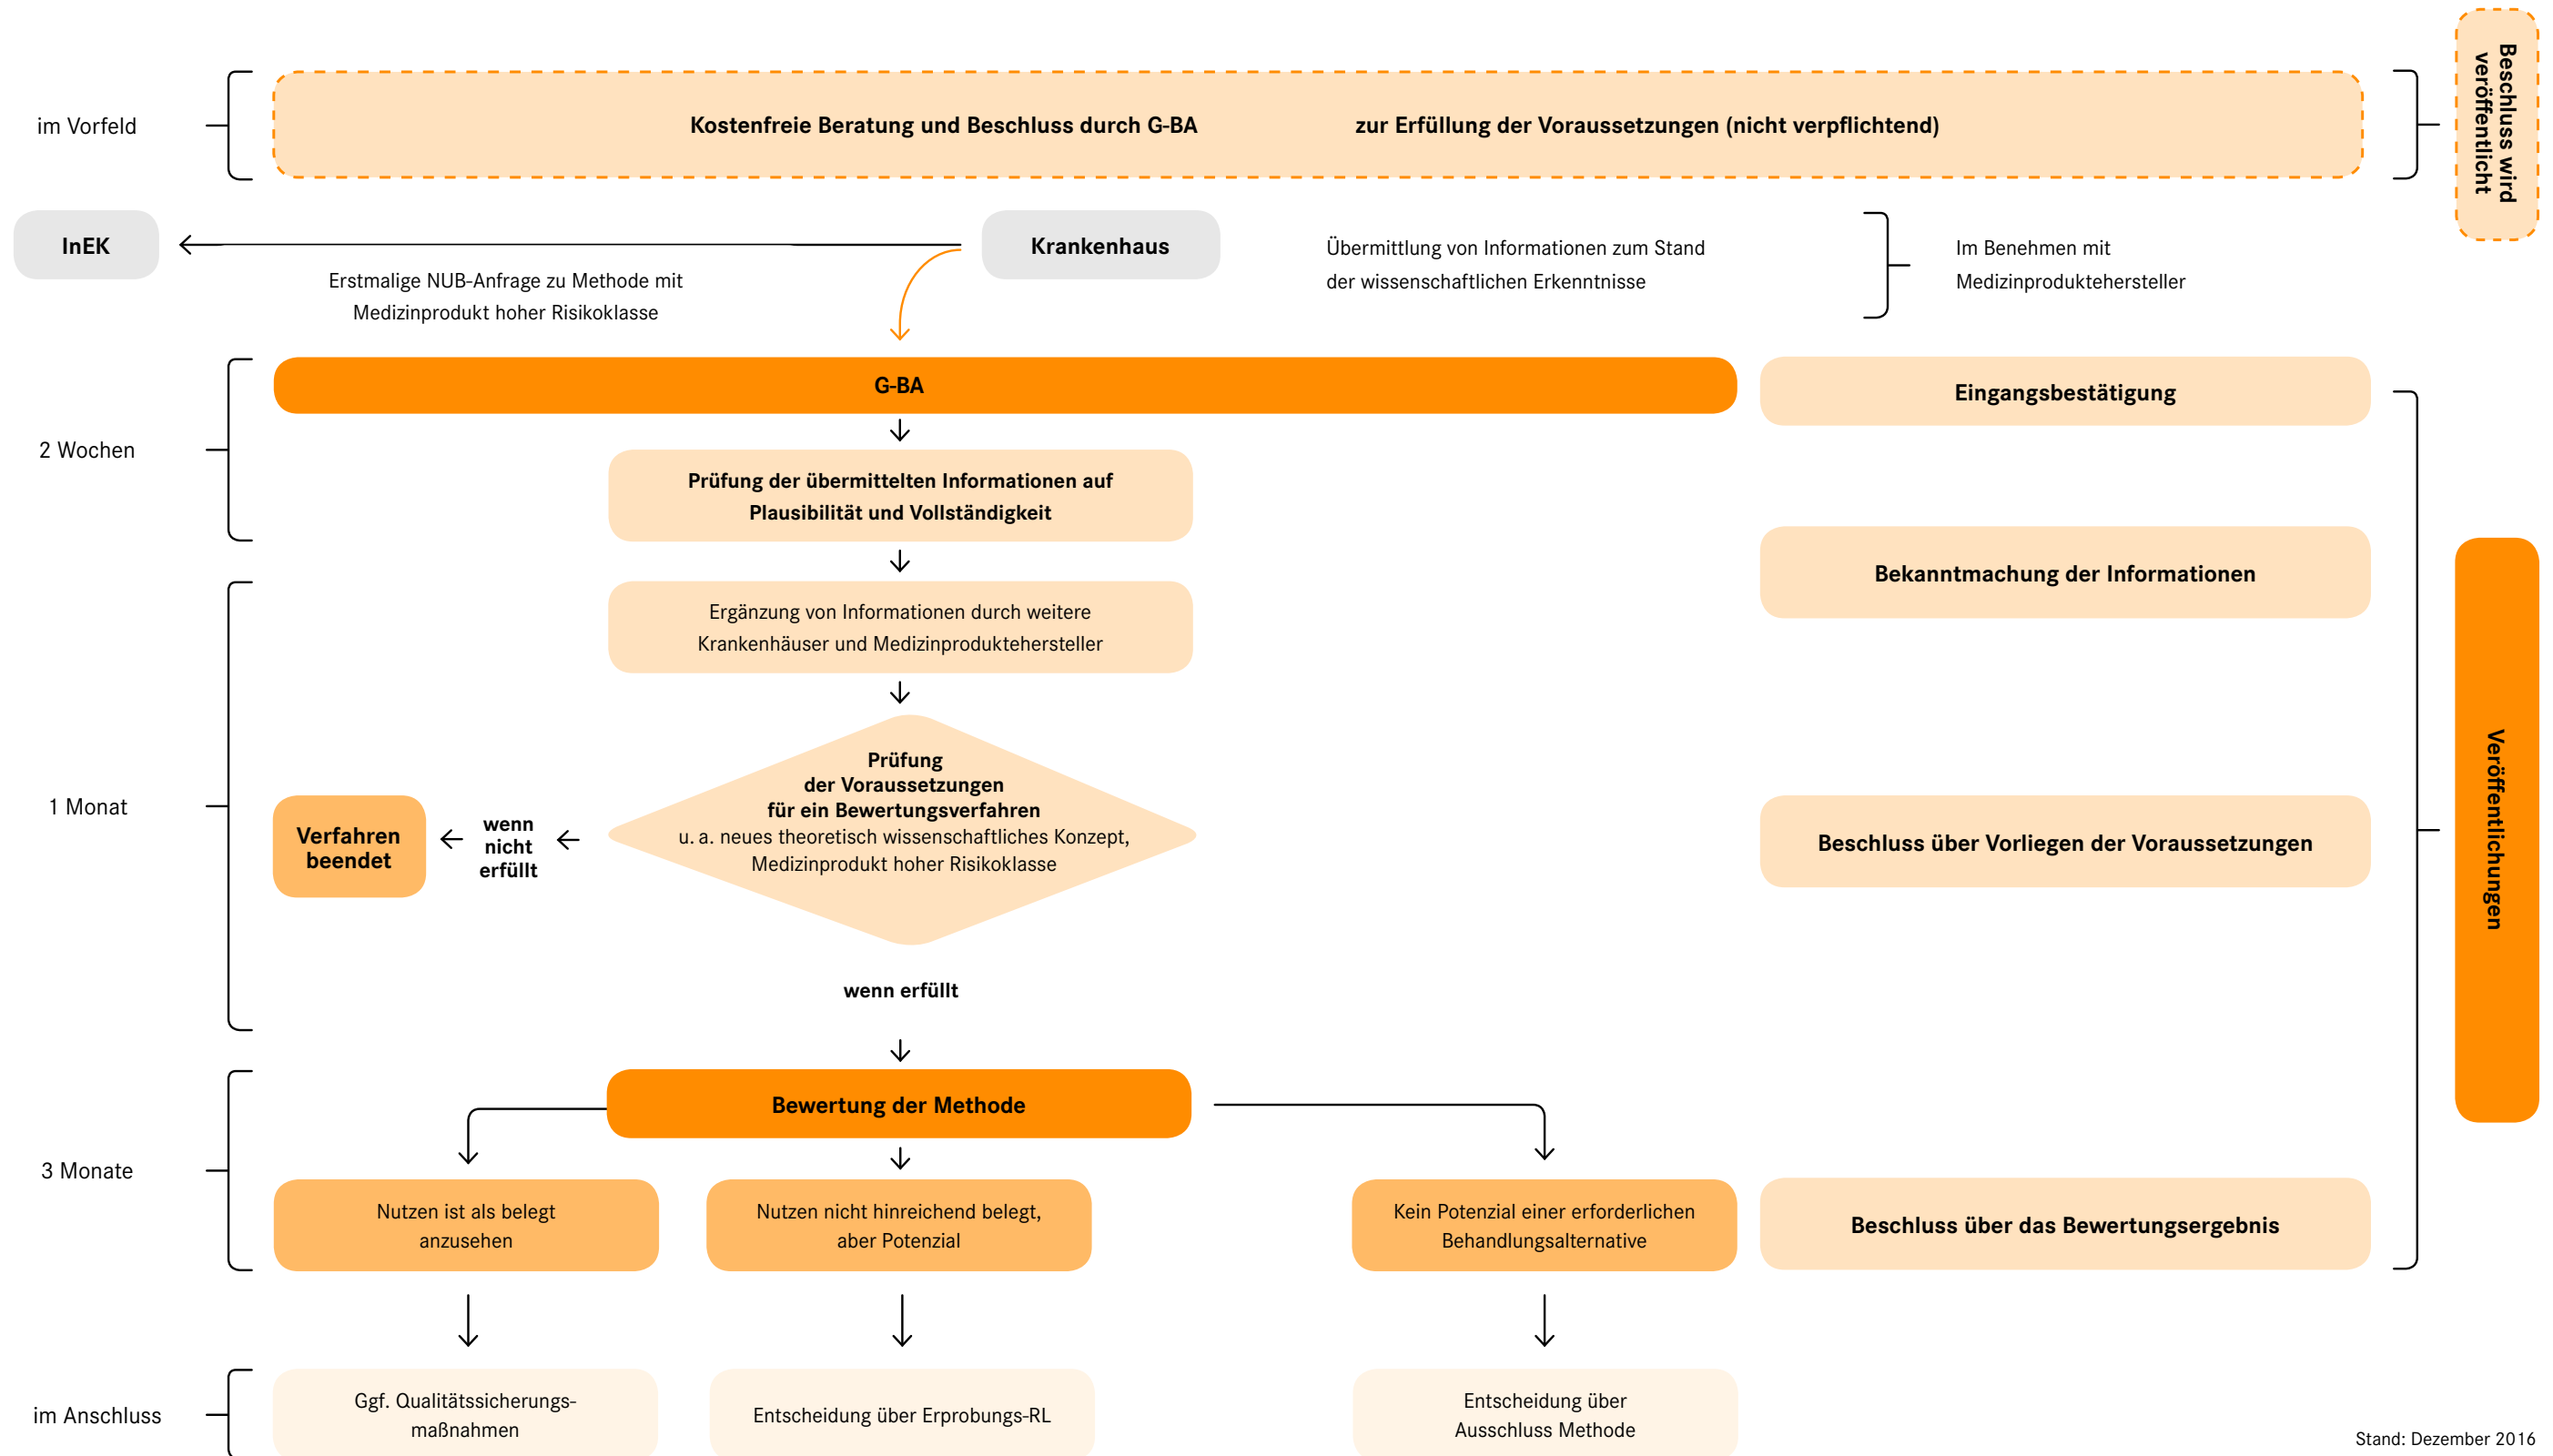 Beschluss wird
veröffentlicht
im Vorfeld
Kostenfreie Beratung und Beschluss durch G-BA zur Erfüllung der Voraussetzungen (nicht verpflichtend)
InEK
Krankenhaus
Erstmalige NUB-Anfrage zu Methode mit
Medizinprodukt hoher Risikoklasse
Übermittlung von Informationen zum Stand
der wissenschaftlichen Erkenntnisse
Im Benehmen mit
Medizinproduktehersteller
2 Wochen
G-BA
Eingangsbestätigung
Prüfung der übermittelten Informationen auf
Plausibilität und Vollständigkeit
Bekanntmachung der Informationen
1 Monat
Ergänzung von Informationen durch weitere
Krankenhäuser und Medizinproduktehersteller
Prüfung
der Voraussetzungen
für ein Bewertungsverfahren
u. a. neues theoretisch wissenschaftliches Konzept,
Medizinprodukt hoher Risikoklasse
wenn
nicht
erfüllt
Verfahren
beendet
Beschluss über Vorliegen der Voraussetzungen
Veröffentlichungen
wenn erfüllt
3 Monate
Bewertung der Methode
Nutzen ist als belegt
anzusehen
Nutzen nicht hinreichend belegt,
aber Potenzial
Kein Potenzial einer erforderlichen
Behandlungsalternative
Beschluss über das Bewertungsergebnis
im Anschluss
Ggf. Qualitätssicherungs-
maßnahmen
Entscheidung über Erprobungs-RL
Entscheidung über
Ausschluss Methode
Stand: Dezember 2016